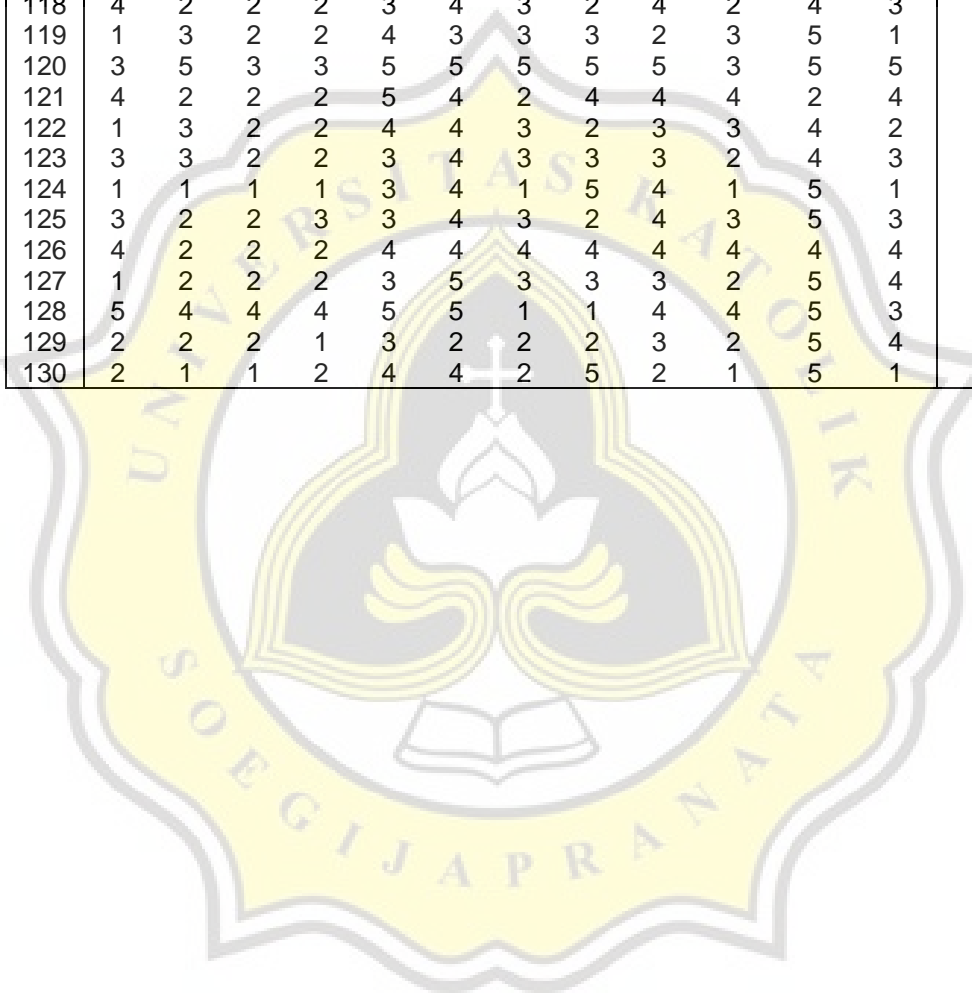 118 4 2 2 2 3 4 3 2 4 2 4 3
119 1 3 2 2 4 3 3 3 2 3 5 1
120 3 5 3 3 5 5 5 5 5 3 5 5
121 4 2 2 2 5 4 2 4 4 4 2 4
122 1 3 2 2 4 4 3 2 3 3 4 2
123 3 3 2 2 3 4 3 3 3 2 4 3
124 1 1 1 1 3 4 1 5 4 1 5 1
125 3 2 2 3 3 4 3 2 4 3 5 3
126 4 2 2 2 4 4 4 4 4 4 4 4
127 1 2 2 2 3 5 3 3 3 2 5 4
128 5 4 4 4 5 5 1 1 4 4 5 3
129 2 2 2 1 3 2 2 2 3 2 5 4
130 2 1 1 2 4 4 2 5 2 1 5 1
UNIVERSITAS KATOLIK
SOEGIJAPRANATA